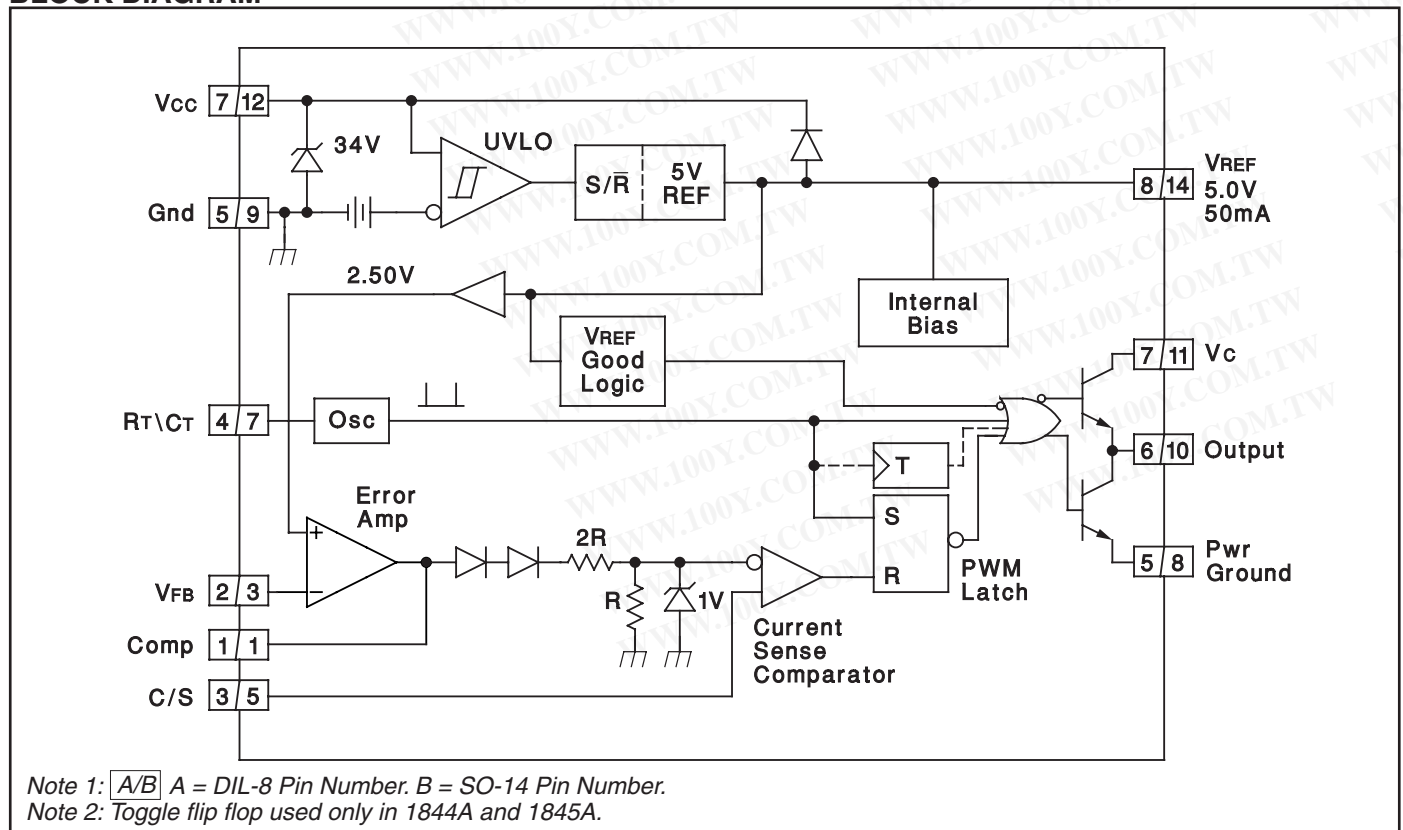 BLOCK DIAGRAM
Vcc 7/12
34V
UVLO
S/R̅
5V
REF
8/14
VREF
5.0V
50mA
Gnd 5/9
2.50V
Internal
Bias
VREF
Good
Logic
7/11 Vc
RT\CT 4/7
Osc
T
6/10 Output
Error
Amp
+
−
2R
R
1V
S
R
PWM
Latch
5/8
Pwr
Ground
VFB 2/3
Comp 1/1
Current
Sense
Comparator
C/S 3/5
Note 1: A/B A = DIL-8 Pin Number. B = SO-14 Pin Number.
Note 2: Toggle flip flop used only in 1844A and 1845A.
WWW.100Y.COM.TW